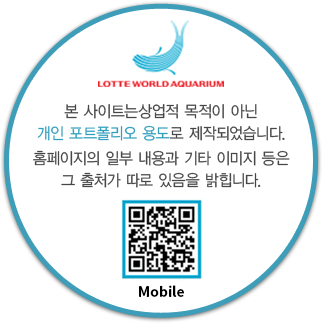 LOTTE WORLD AQUARIUM
본 사이트는상업적 목적이 아닌
개인 포트폴리오 용도로 제작되었습니다.
홈페이지의 일부 내용과 기타 이미지 등은
그 출처가 따로 있음을 밝힙니다.
Mobile